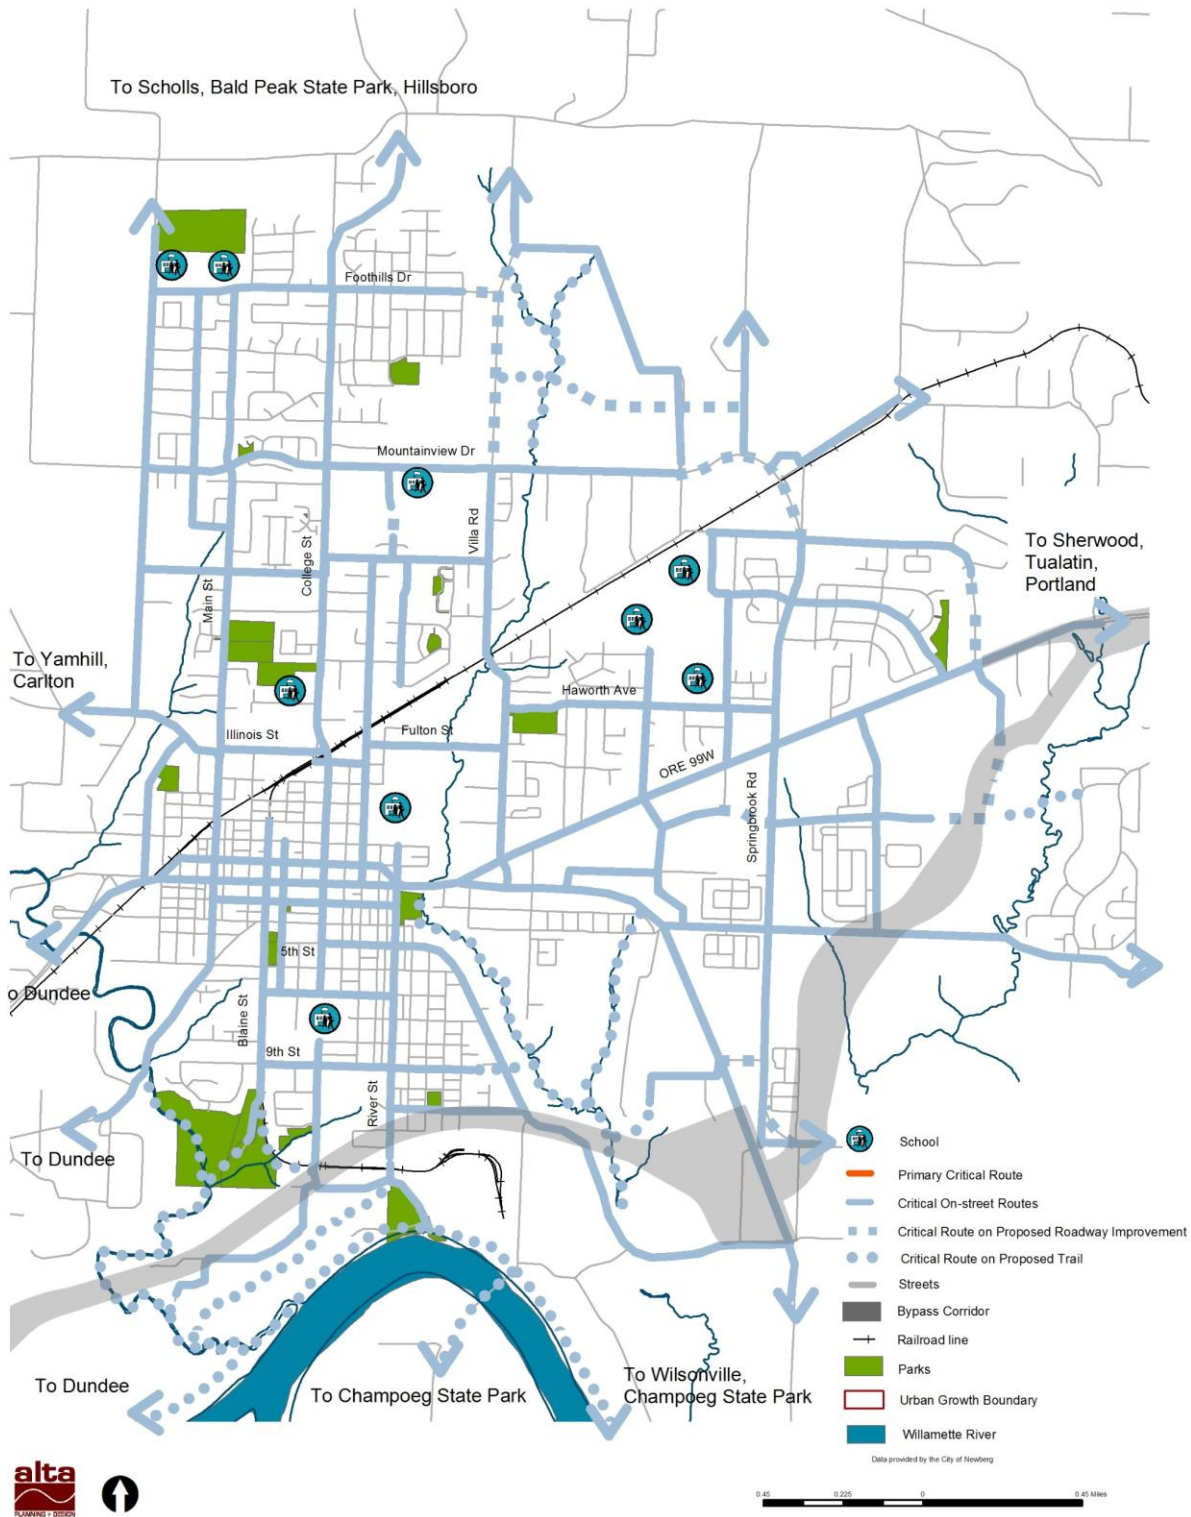 To Scholls, Bald Peak State Park, Hillsboro
Foothills Dr
Mountainview Dr
Villa Rd
College St
Main St
To Sherwood,
Tualatin,
Portland
To Yamhill,
Carlton
Haworth Ave
Illinois St
Fulton St
ORE 99W
Springbrook Rd
5th St
o Dundee
Blaine St
9th St
River St
To Dundee
School
Primary Critical Route
Critical On-street Routes
Critical Route on Proposed Roadway Improvement
Critical Route on Proposed Trail
Streets
Bypass Corridor
Railroad line
Parks
Urban Growth Boundary
Willamette River
Data provided by the City of Newberg
To Dundee
To Champoeg State Park
To Wilsonville,
Champoeg State Park
alta
PLANNING + DESIGN
0.45 0.225 0 0.45 Miles